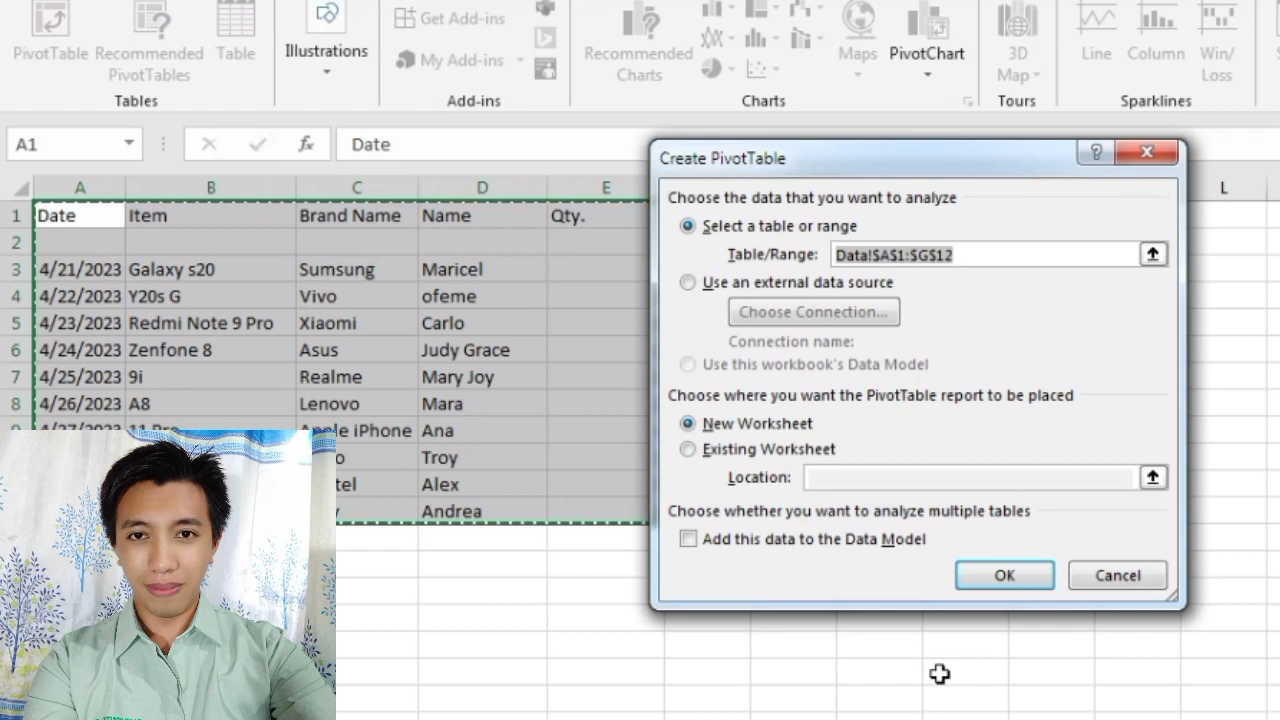 PivotTable Recommended PivotTables Table
Illustrations
Get Add-ins
My Add-ins
Recommended Charts
Maps
PivotChart
3D Map
Line Column Win/Loss
Tables Add-ins Charts Tours Sparklines
A1 fx Date
A B C D E L
1 Date Item Brand Name Name Qty.
2
3 4/21/2023 Galaxy s20 Sumsung Maricel
4 4/22/2023 Y20s G Vivo ofeme
5 4/23/2023 Redmi Note 9 Pro Xiaomi Carlo
6 4/24/2023 Zenfone 8 Asus Judy Grace
7 4/25/2023 9i Realme Mary Joy
8 4/26/2023 A8 Lenovo Mara
iPhone Ana
Troy
Alex
Andrea
Create PivotTable
Choose the data that you want to analyze
Select a table or range
Table/Range: Data!$A$1:$G$12
Use an external data source
Choose Connection...
Connection name:
Use this workbook's Data Model
Choose where you want the PivotTable report to be placed
New Worksheet
Existing Worksheet
Location:
Choose whether you want to analyze multiple tables
Add this data to the Data Model
OK Cancel